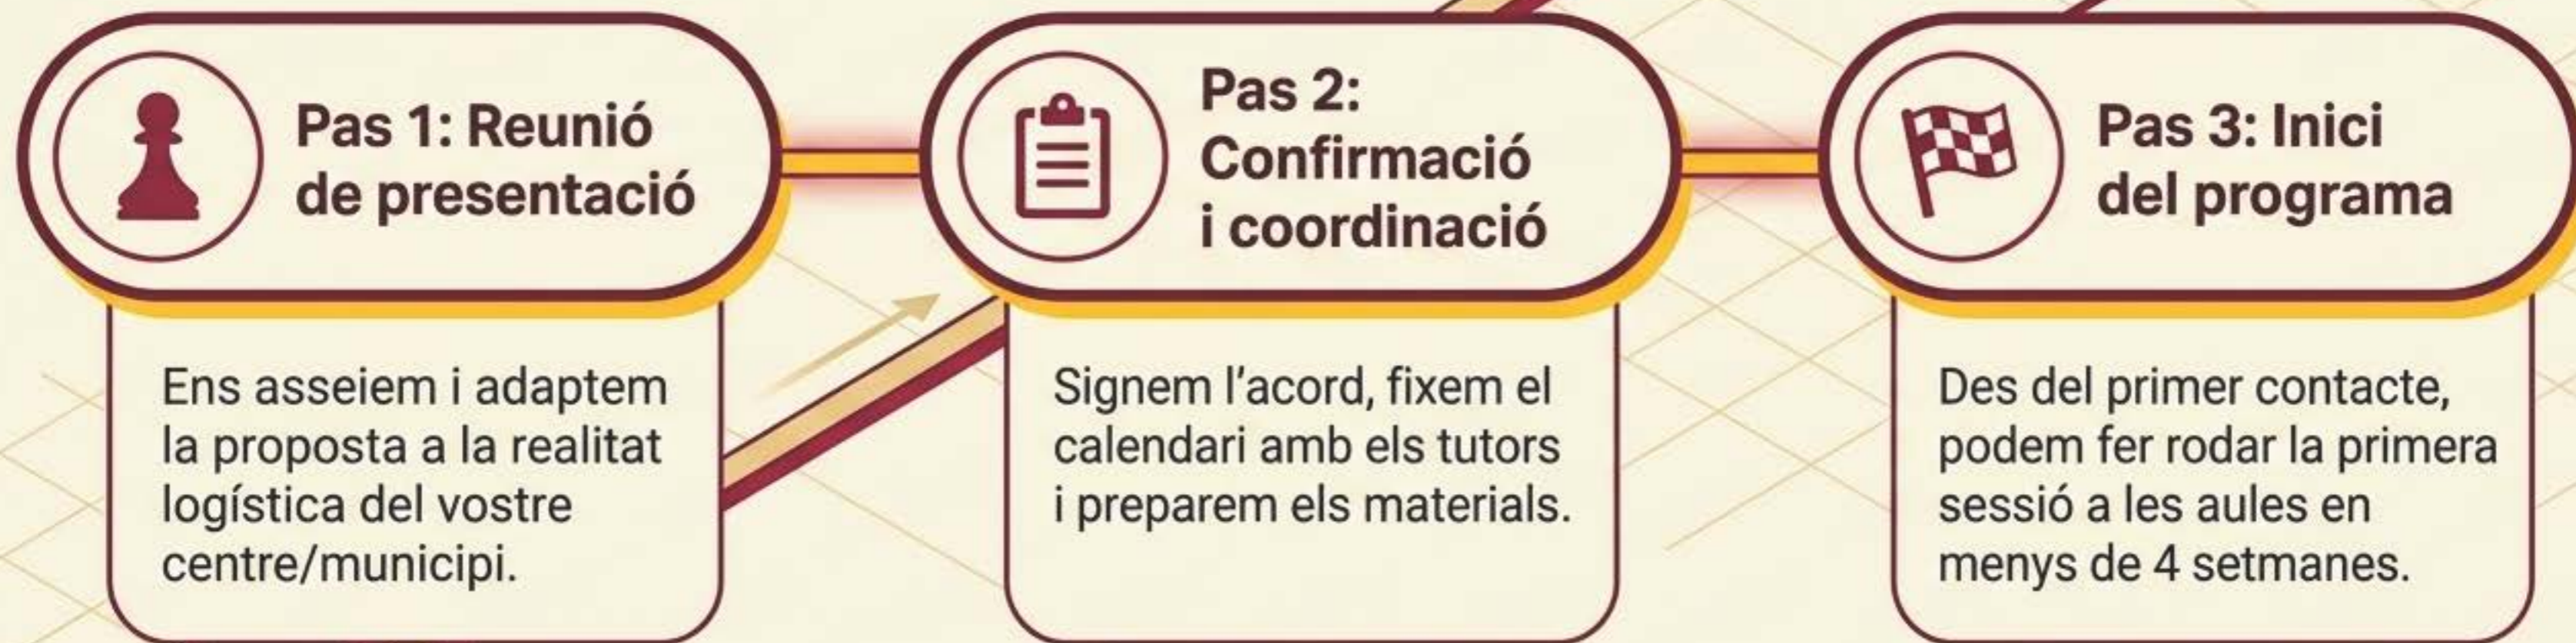 Pas 1: Reunió
de presentació
Ens asseiem i adaptem
la proposta a la realitat
logística del vostre
centre/municipi.
Pas 2:
Confirmació
i coordinació
Signem l’acord, fixem el
calendari amb els tutors
i preparem els materials.
Pas 3: Inici
del programa
Des del primer contacte,
podem fer rodar la primera
sessió a les aules en
menys de 4 setmanes.